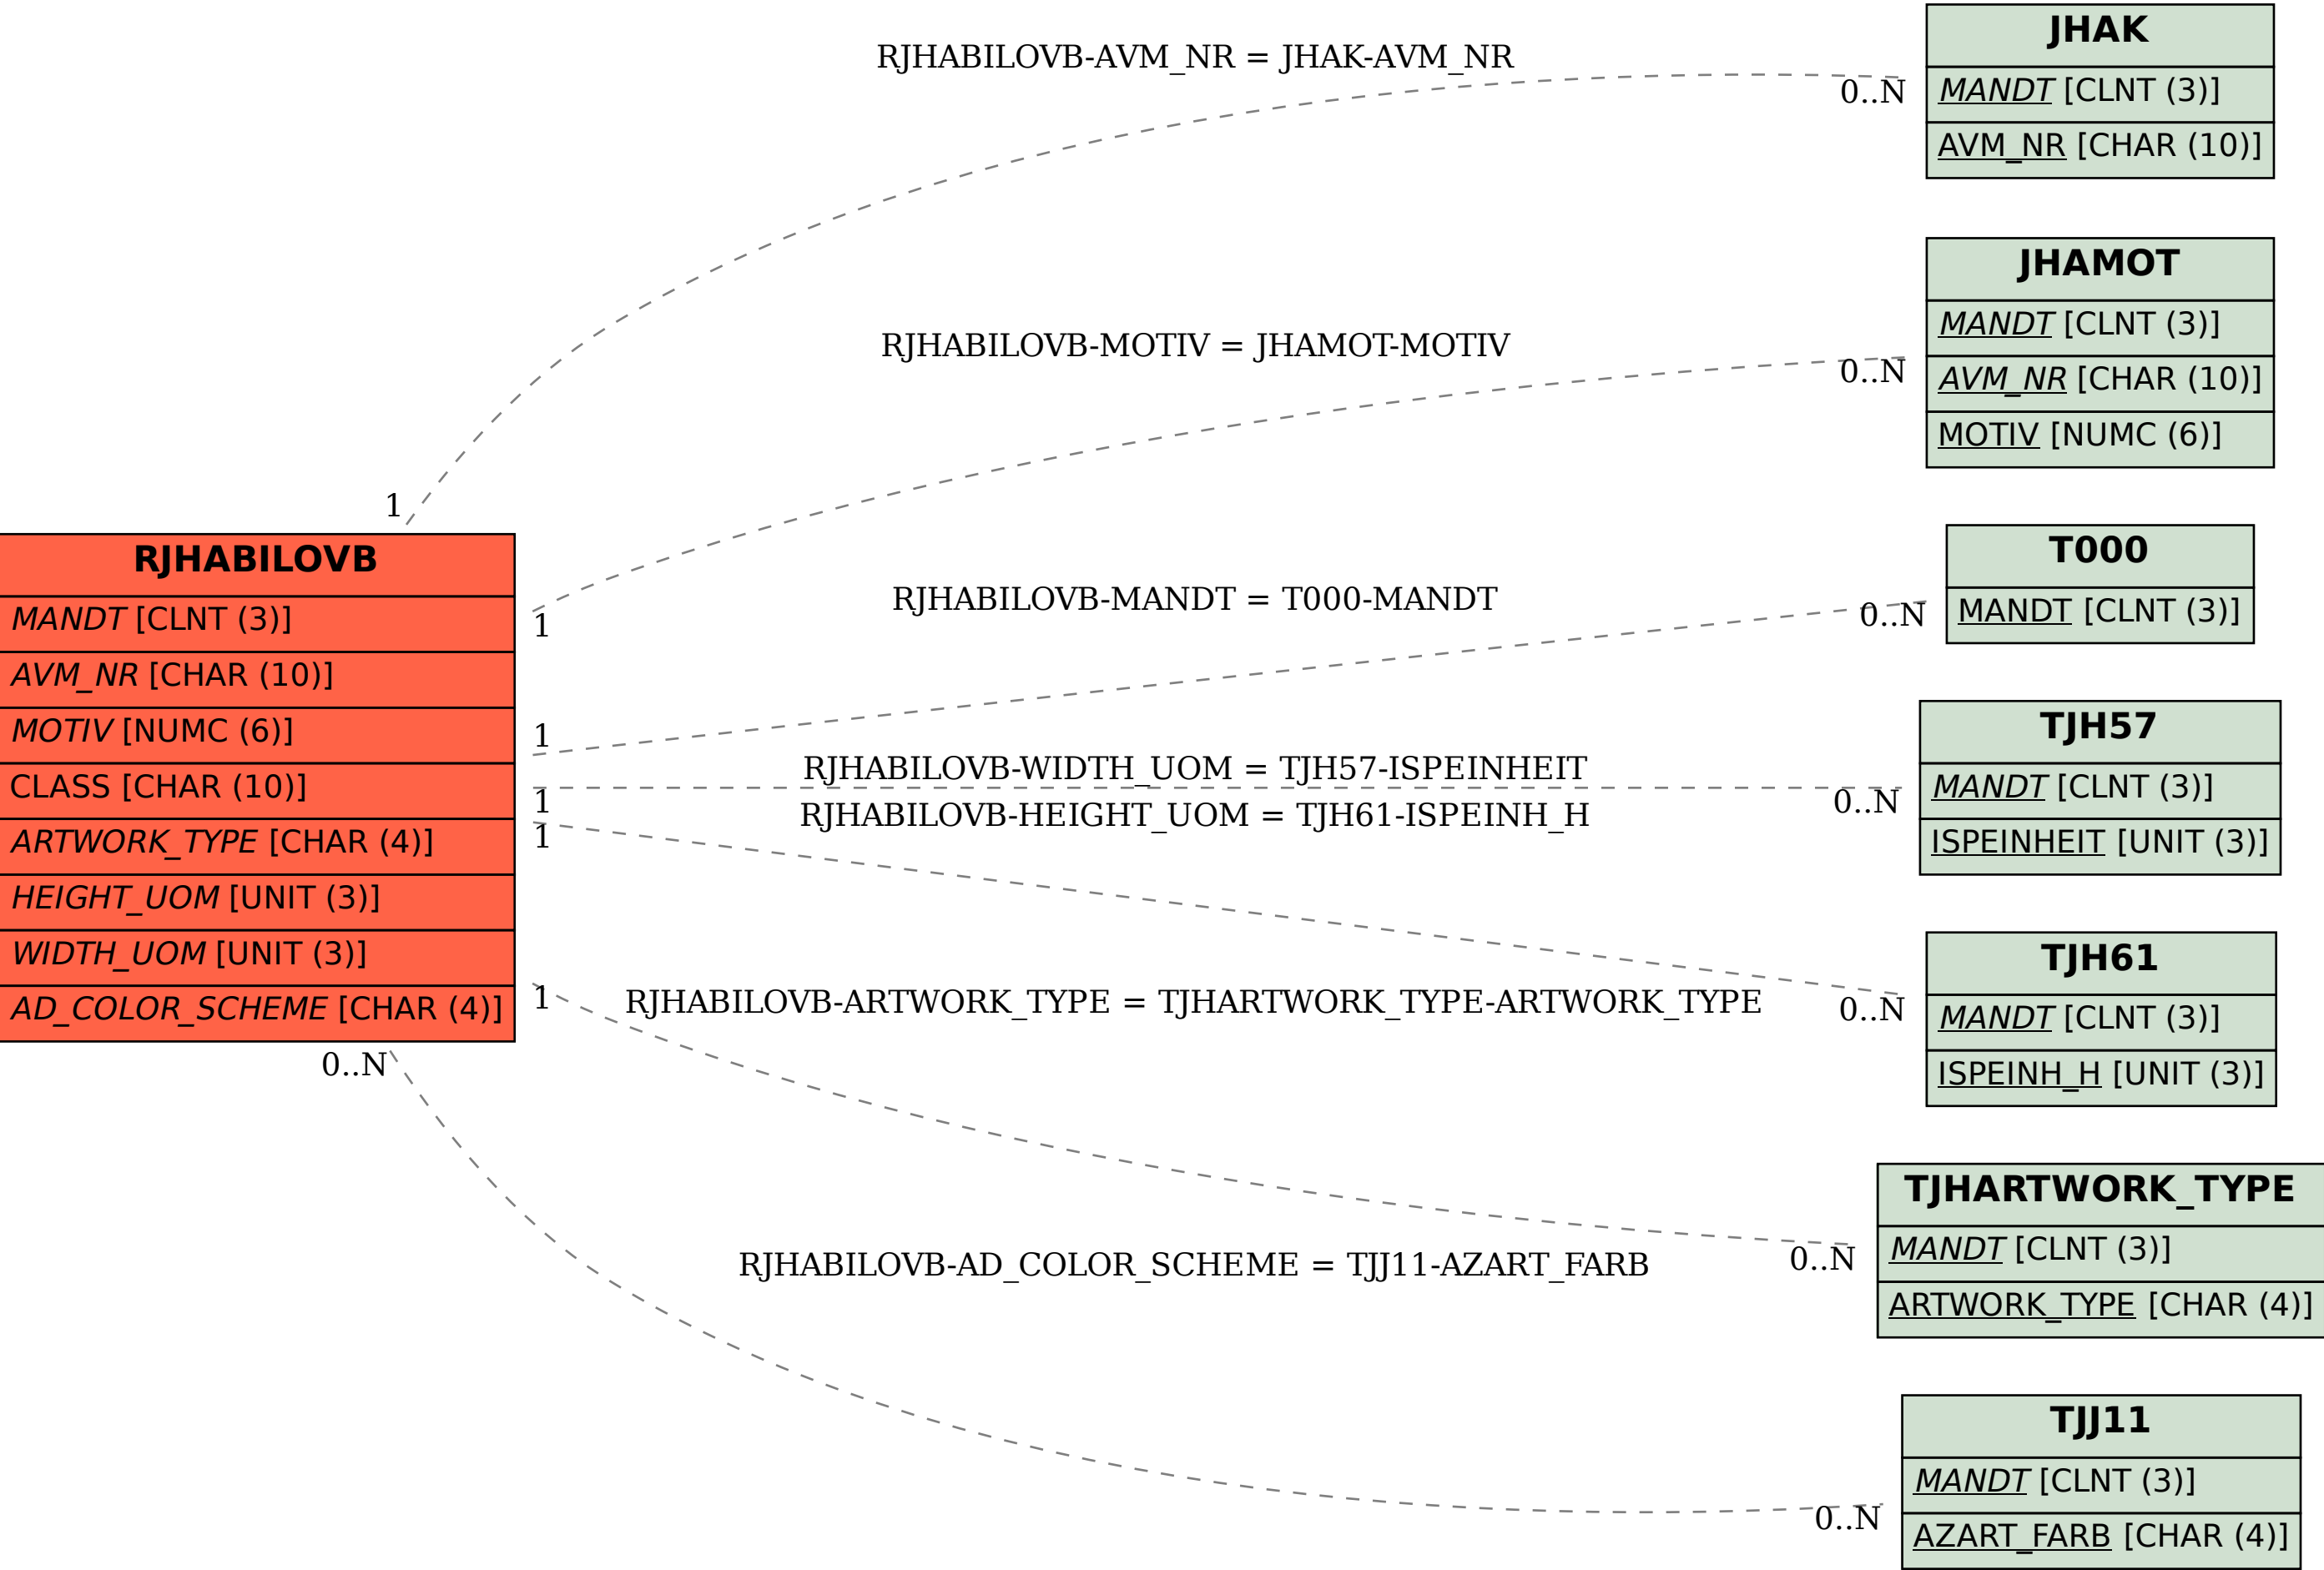 JHAK
MANDT [CLNT (3)]
AVM_NR [CHAR (10)]
RJHABILOVB-AVM_NR = JHAK-AVM_NR
0..N
1
JHAMOT
MANDT [CLNT (3)]
AVM_NR [CHAR (10)]
MOTIV [NUMC (6)]
RJHABILOVB-MOTIV = JHAMOT-MOTIV
0..N
1
RJHABILOVB
MANDT [CLNT (3)]
AVM_NR [CHAR (10)]
MOTIV [NUMC (6)]
CLASS [CHAR (10)]
ARTWORK_TYPE [CHAR (4)]
HEIGHT_UOM [UNIT (3)]
WIDTH_UOM [UNIT (3)]
AD_COLOR_SCHEME [CHAR (4)]
T000
MANDT [CLNT (3)]
RJHABILOVB-MANDT = T000-MANDT
0..N
1
TJH57
MANDT [CLNT (3)]
ISPEINHEIT [UNIT (3)]
RJHABILOVB-WIDTH_UOM = TJH57-ISPEINHEIT
0..N
1
RJHABILOVB-HEIGHT_UOM = TJH61-ISPEINH_H
1
0..N
TJH61
MANDT [CLNT (3)]
ISPEINH_H [UNIT (3)]
1
RJHABILOVB-ARTWORK_TYPE = TJHARTWORK_TYPE-ARTWORK_TYPE
0..N
TJHARTWORK_TYPE
MANDT [CLNT (3)]
ARTWORK_TYPE [CHAR (4)]
0..N
RJHABILOVB-AD_COLOR_SCHEME = TJJ11-AZART_FARB
0..N
TJJ11
MANDT [CLNT (3)]
AZART_FARB [CHAR (4)]